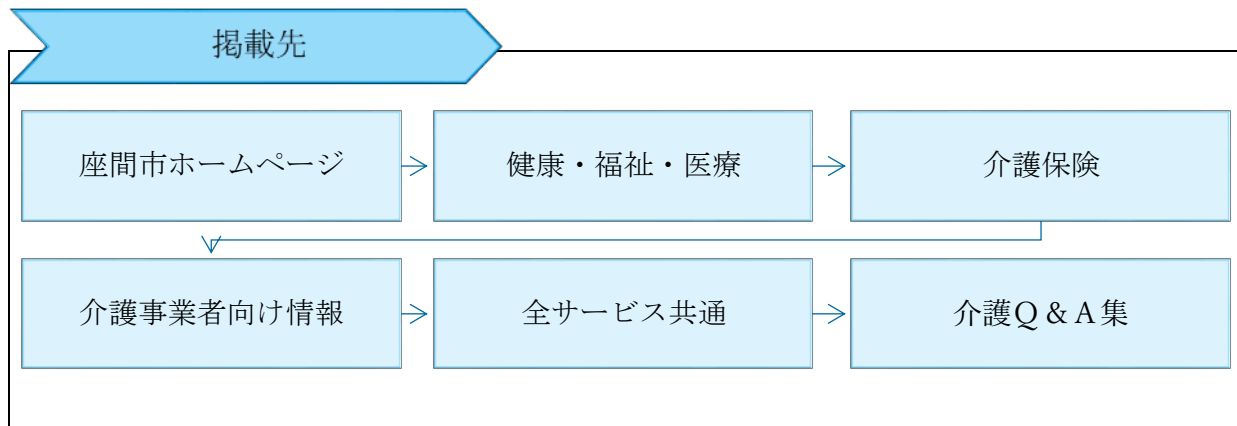 掲載先
座間市ホームページ
健康・福祉・医療
介護保険
介護事業者向け情報
全サービス共通
介護Q＆A集